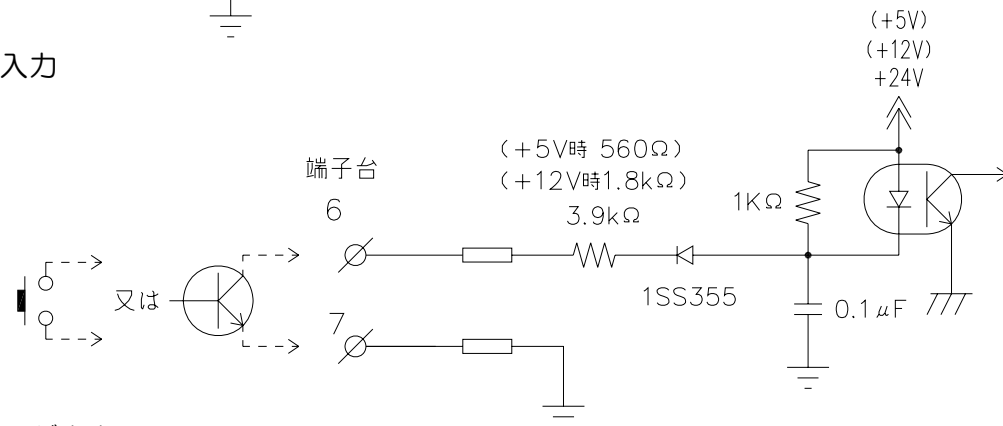 入力
(+5V)
(+12V)
+24V
(+5V時 560Ω)
(+12V時1.8kΩ)
3.9kΩ
端子台
6
1KΩ
又は
1SS355
0.1μF
7